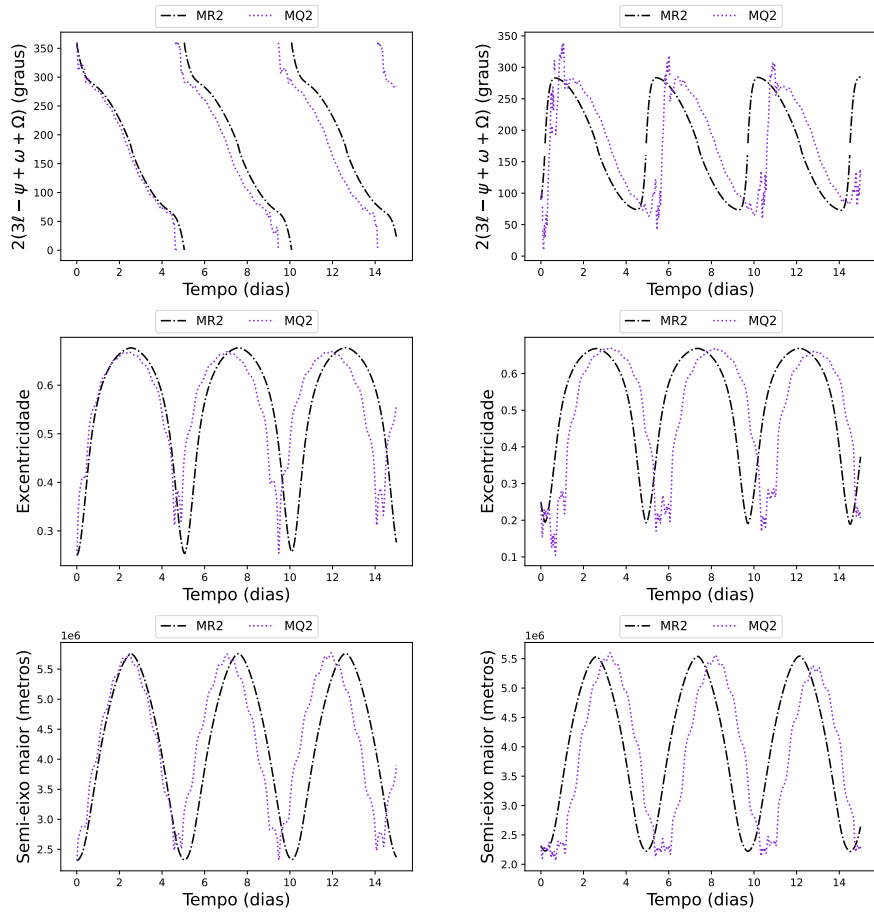 MR2 MQ2
2(3ℓ − ψ + ω + Ω) (graus)
350
300
250
200
150
100
50
0
0 2 4 6 8 10 12 14
Tempo (dias)
MR2 MQ2
2(3ℓ − ψ + ω + Ω) (graus)
350
300
250
200
150
100
50
0
0 2 4 6 8 10 12 14
Tempo (dias)
MR2 MQ2
Excentricidade
0.6
0.5
0.4
0.3
0 2 4 6 8 10 12 14
Tempo (dias)
MR2 MQ2
Excentricidade
0.6
0.5
0.4
0.3
0.2
0.1
0 2 4 6 8 10 12 14
Tempo (dias)
MR2 MQ2
1e6
Semi-eixo maior (metros)
5.5
5.0
4.5
4.0
3.5
3.0
2.5
0 2 4 6 8 10 12 14
Tempo (dias)
MR2 MQ2
1e6
Semi-eixo maior (metros)
5.5
5.0
4.5
4.0
3.5
3.0
2.5
2.0
0 2 4 6 8 10 12 14
Tempo (dias)